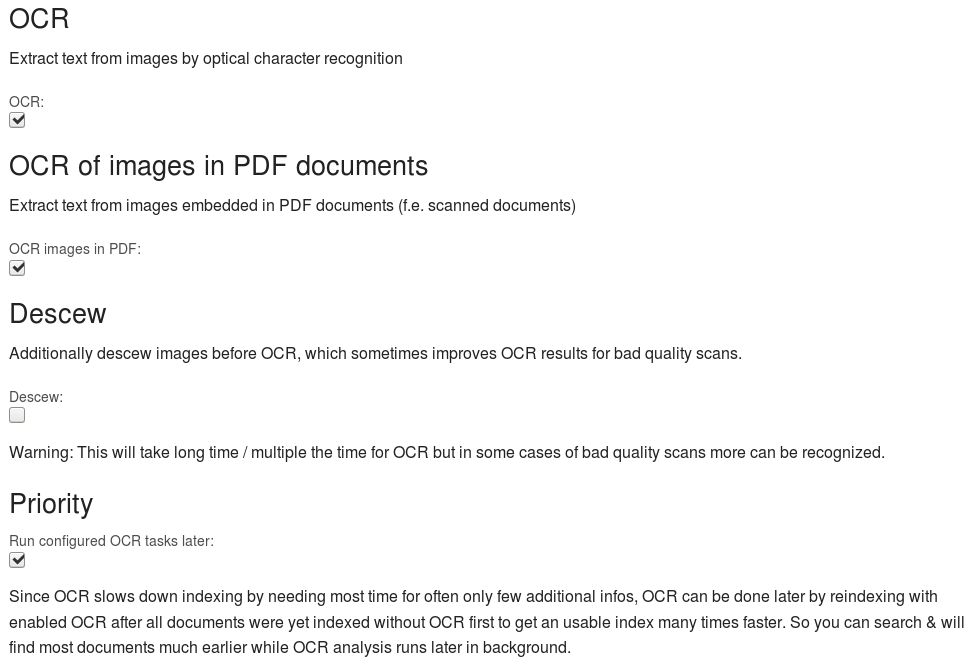 OCR
Extract text from images by optical character recognition
OCR:
OCR of images in PDF documents
Extract text from images embedded in PDF documents (f.e. scanned documents)
OCR images in PDF:
Descew
Additionally descew images before OCR, which sometimes improves OCR results for bad quality scans.
Descew:
Warning: This will take long time / multiple the time for OCR but in some cases of bad quality scans more can be recognized.
Priority
Run configured OCR tasks later:
Since OCR slows down indexing by needing most time for often only few additional infos, OCR can be done later by reindexing with
enabled OCR after all documents were yet indexed without OCR first to get an usable index many times faster. So you can search & will
find most documents much earlier while OCR analysis runs later in background.